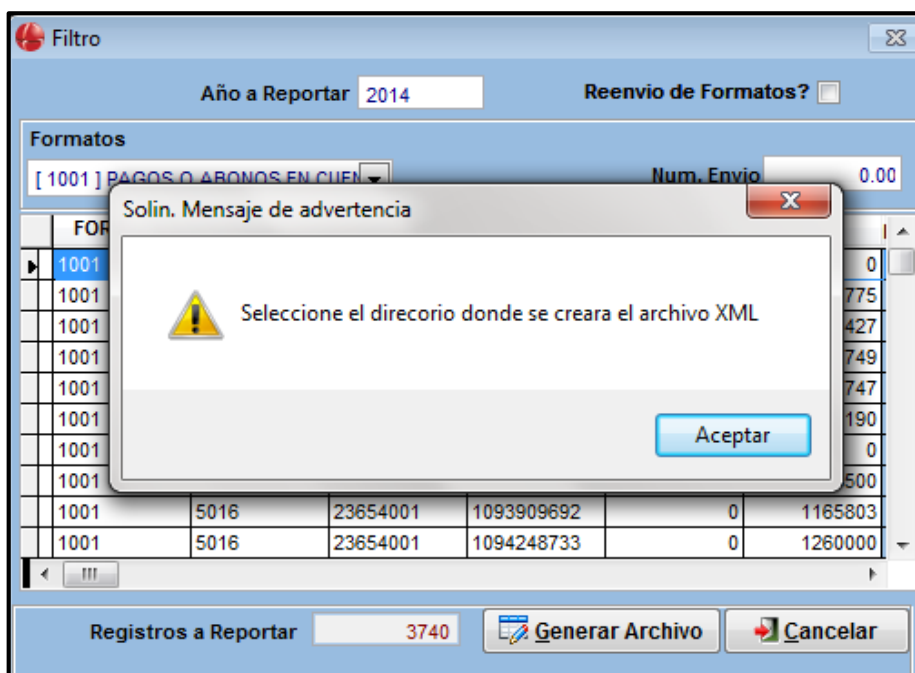 Filtro
Año a Reportar 2014 Reenvio de Formatos?
Formatos
[ 1001 ] PAGOS O ABONOS EN CUEN Num. Envio 0.00
Solin. Mensaje de advertencia
FOR
1001 0
1001 775
1001 427
1001 749
1001 747
1001 190
1001 0
1001 500
Seleccione el direcorio donde se creara el archivo XML
Aceptar
1001 5016 23654001 1093909692 0 1165803
1001 5016 23654001 1094248733 0 1260000
Registros a Reportar 3740 Generar Archivo Cancelar